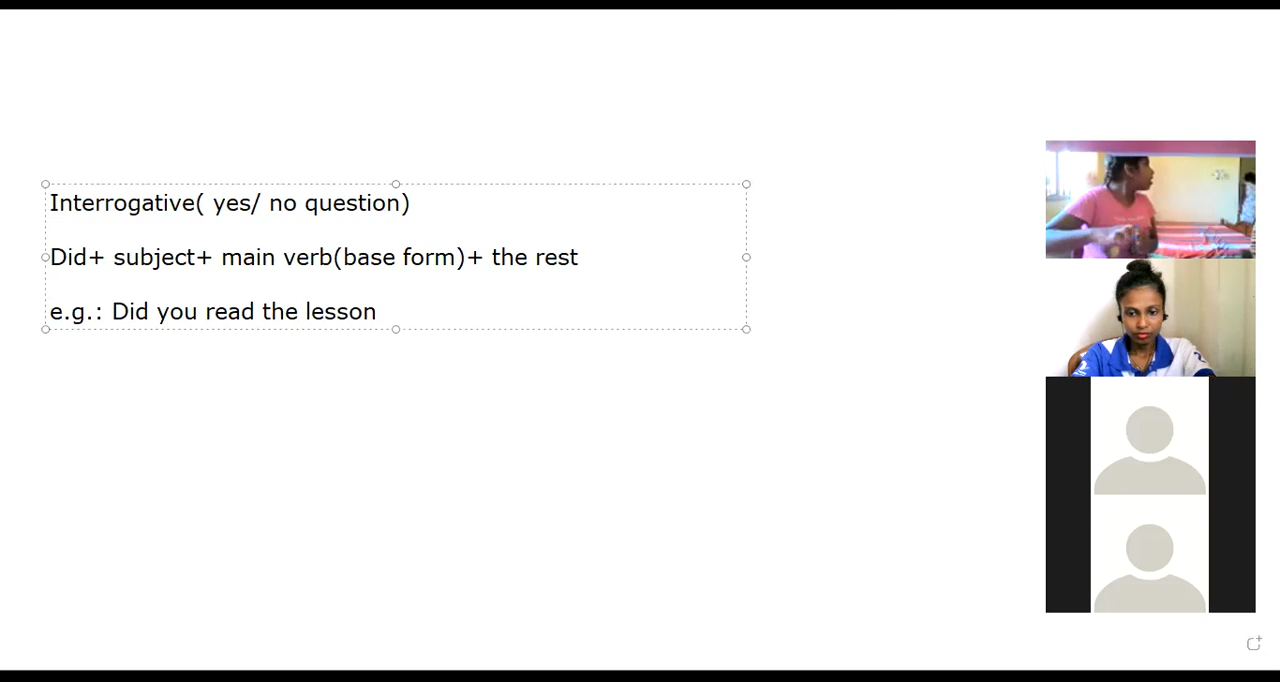 Interrogative( yes/ no question)
Did+ subject+ main verb(base form)+ the rest
e.g.: Did you read the lesson